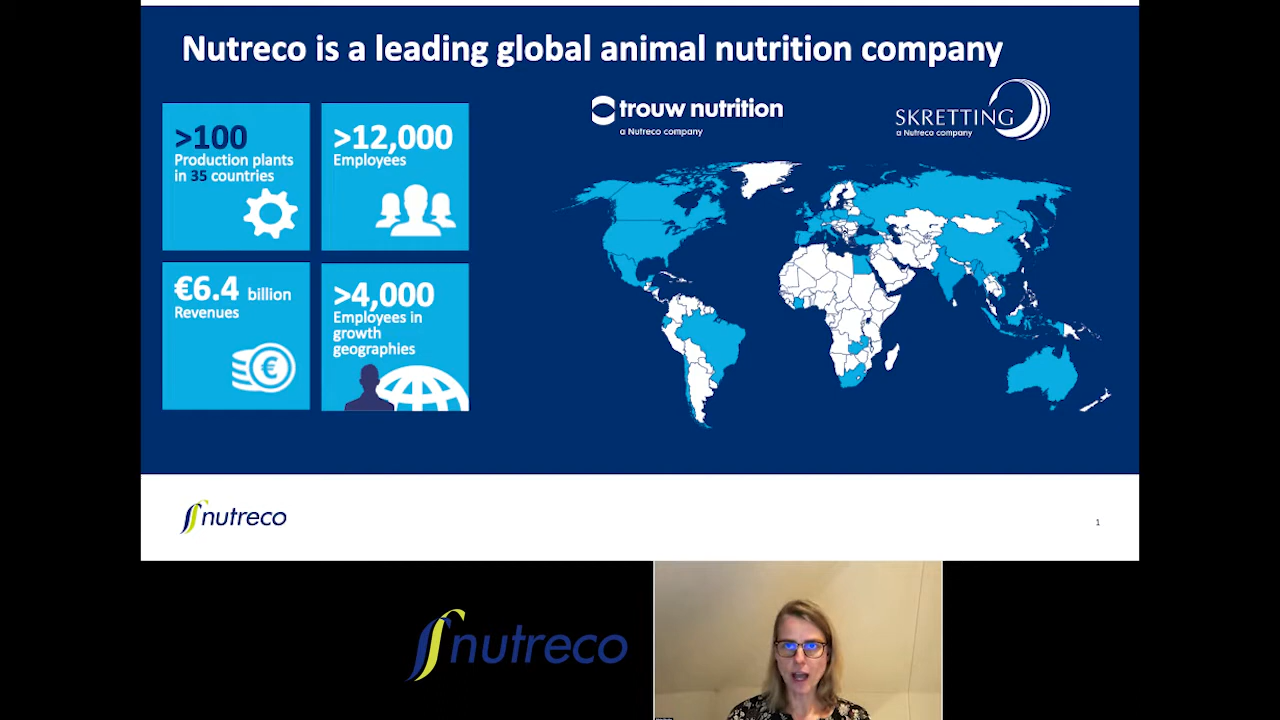 Nutreco is a leading global animal nutrition company
>100
Production plants
in 35 countries
>12,000
Employees
€6.4 billion
Revenues
>4,000
Employees in
growth
geographies
trouw nutrition
a Nutreco company
SKRETTING
a Nutreco company
nutreco
1
nutreco